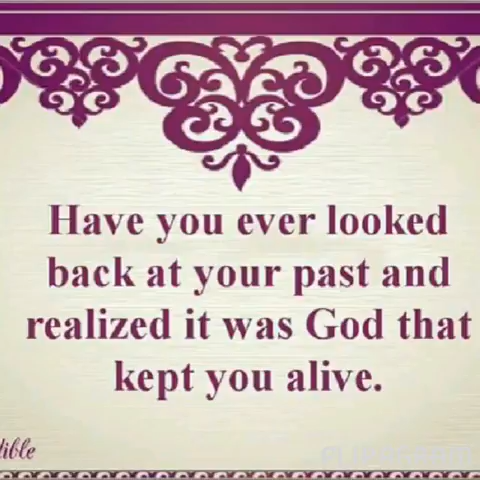 Have you ever looked
back at your past and
realized it was God that
kept you alive.